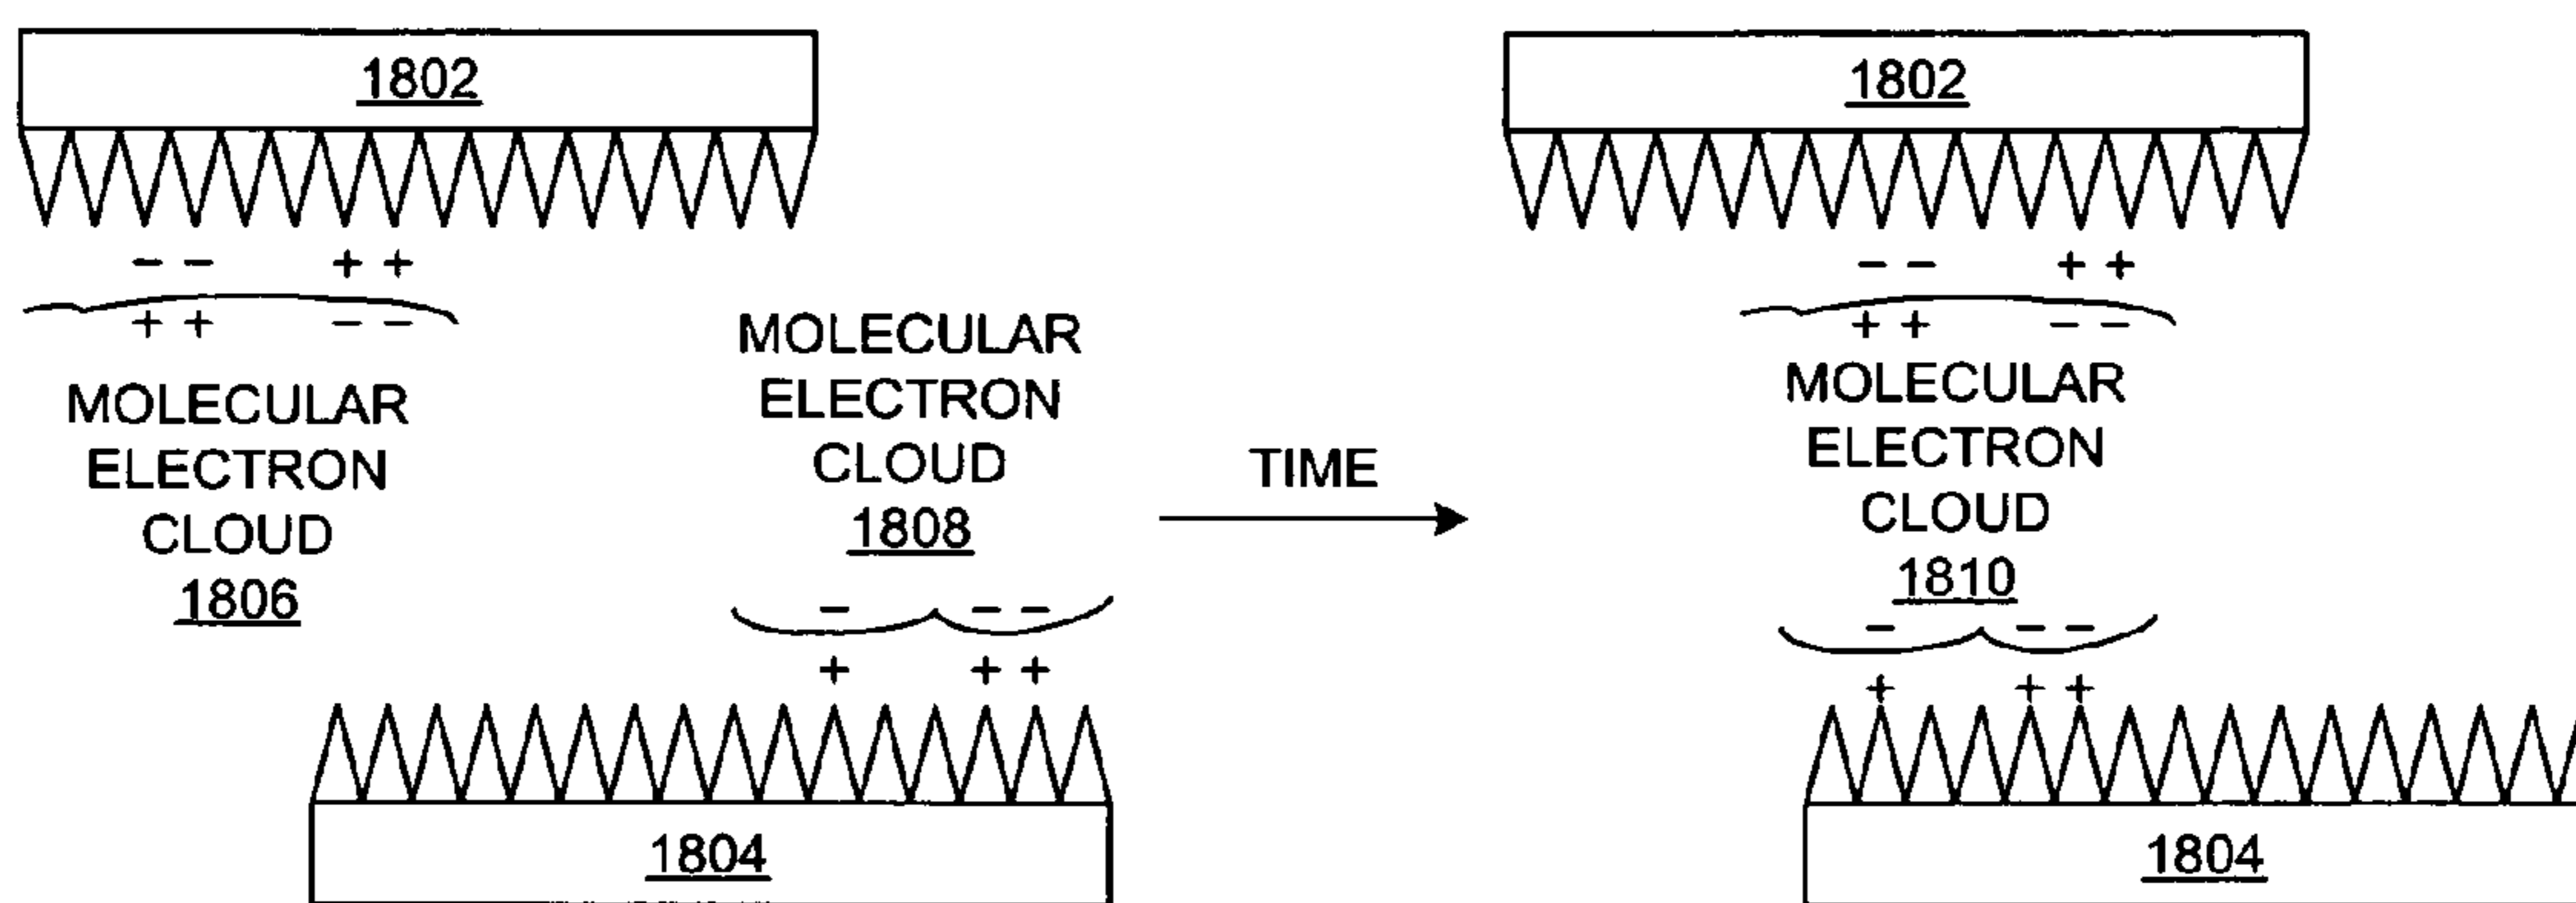 1802
- - + +
+ + - -
MOLECULAR
ELECTRON
CLOUD
1806
MOLECULAR
ELECTRON
CLOUD
1808
- - -
+ + +
1804
TIME
1802
- - + +
+ + - -
MOLECULAR
ELECTRON
CLOUD
1810
- - -
+ + +
1804